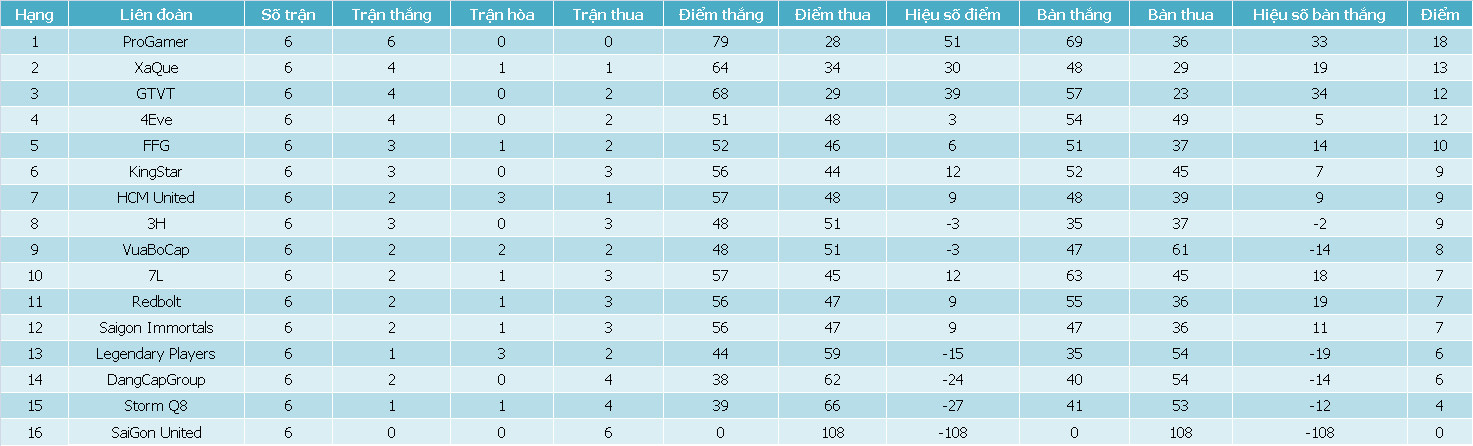 Hạng Liên đoàn Số trận Trận thắng Trận hòa Trận thua Điểm thắng Điểm thua Hiệu số điểm Bàn thắng Bàn thua Hiệu số bàn thắng Điểm
1 ProGamer 6 6 0 0 79 28 51 69 36 33 18
2 XaQue 6 4 1 1 64 34 30 48 29 19 13
3 GTVT 6 4 0 2 68 29 39 57 23 34 12
4 4Eve 6 4 0 2 51 48 3 54 49 5 12
5 FFG 6 3 1 2 52 46 6 51 37 14 10
6 KingStar 6 3 0 3 56 44 12 52 45 7 9
7 HCM United 6 2 3 1 57 48 9 48 39 9 9
8 3H 6 3 0 3 48 51 -3 35 37 -2 9
9 VuaBoCap 6 2 2 2 48 51 -3 47 61 -14 8
10 7L 6 2 1 3 57 45 12 63 45 18 7
11 Redbolt 6 2 1 3 56 47 9 55 36 19 7
12 Saigon Immortals 6 2 1 3 56 47 9 47 36 11 7
13 Legendary Players 6 1 3 2 44 59 -15 35 54 -19 6
14 DangCapGroup 6 2 0 4 38 62 -24 40 54 -14 6
15 Storm Q8 6 1 1 4 39 66 -27 41 53 -12 4
16 SaiGon United 6 0 0 6 0 108 -108 0 108 -108 0